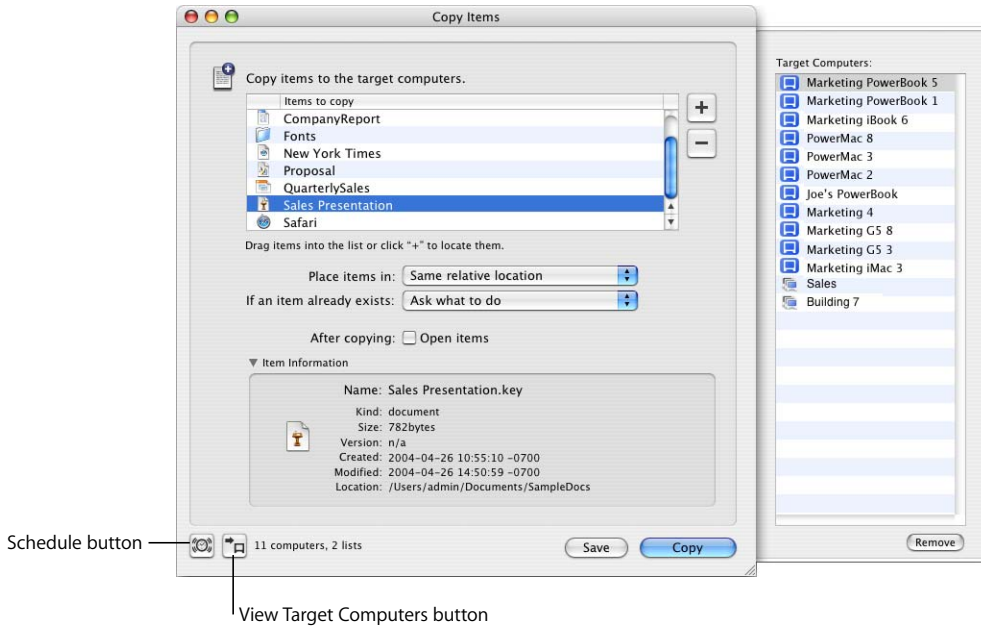 Copy Items
Copy items to the target computers.
Items to copy
CompanyReport
Fonts
New York Times
Proposal
QuarterlySales
Sales Presentation
Safari
Drag items into the list or click "+" to locate them.
Place items in: Same relative location
If an item already exists: Ask what to do
After copying: Open items
Item Information
Name: Sales Presentation.key
Kind: document
Size: 782bytes
Version: n/a
Created: 2004-04-26 10:55:10 -0700
Modified: 2004-04-26 14:50:59 -0700
Location: /Users/admin/Documents/SampleDocs
11 computers, 2 lists
Save
Copy
Target Computers:
Marketing PowerBook 5
Marketing PowerBook 1
Marketing iBook 6
PowerMac 8
PowerMac 3
PowerMac 2
Joe's PowerBook
Marketing 4
Marketing G5 8
Marketing G5 3
Marketing iMac 3
Sales
Building 7
Remove
Schedule button
View Target Computers button